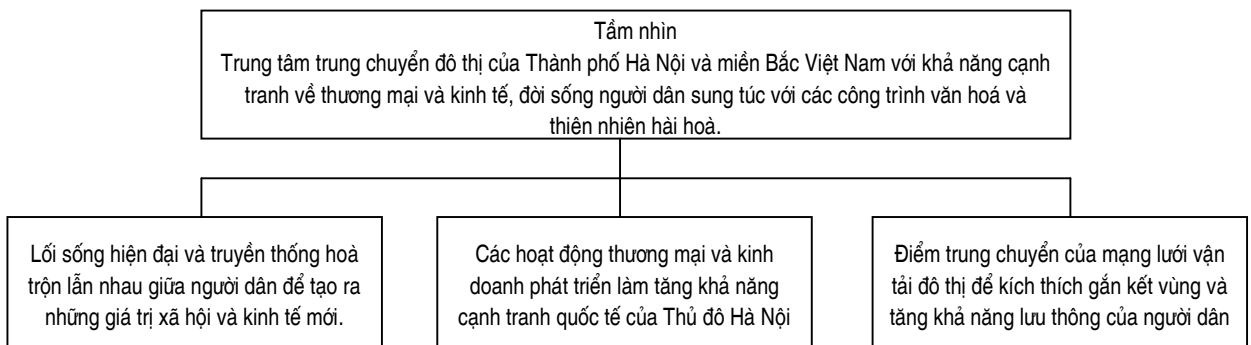 Tầm nhìn
Trung tâm trung chuyển đô thị của Thành phố Hà Nội và miền Bắc Việt Nam với khả năng cạnh
tranh về thương mại và kinh tế, đời sống người dân sung túc với các công trình văn hoá và
thiên nhiên hài hoà.
Lối sống hiện đại và truyền thống hoà
trộn lẫn nhau giữa người dân để tạo ra
những giá trị xã hội và kinh tế mới.
Các hoạt động thương mại và kinh
doanh phát triển làm tăng khả năng
cạnh tranh quốc tế của Thủ đô Hà Nội
Điểm trung chuyển của mạng lưới vận
tải đô thị để kích thích gắn kết vùng và
tăng khả năng lưu thông của người dân